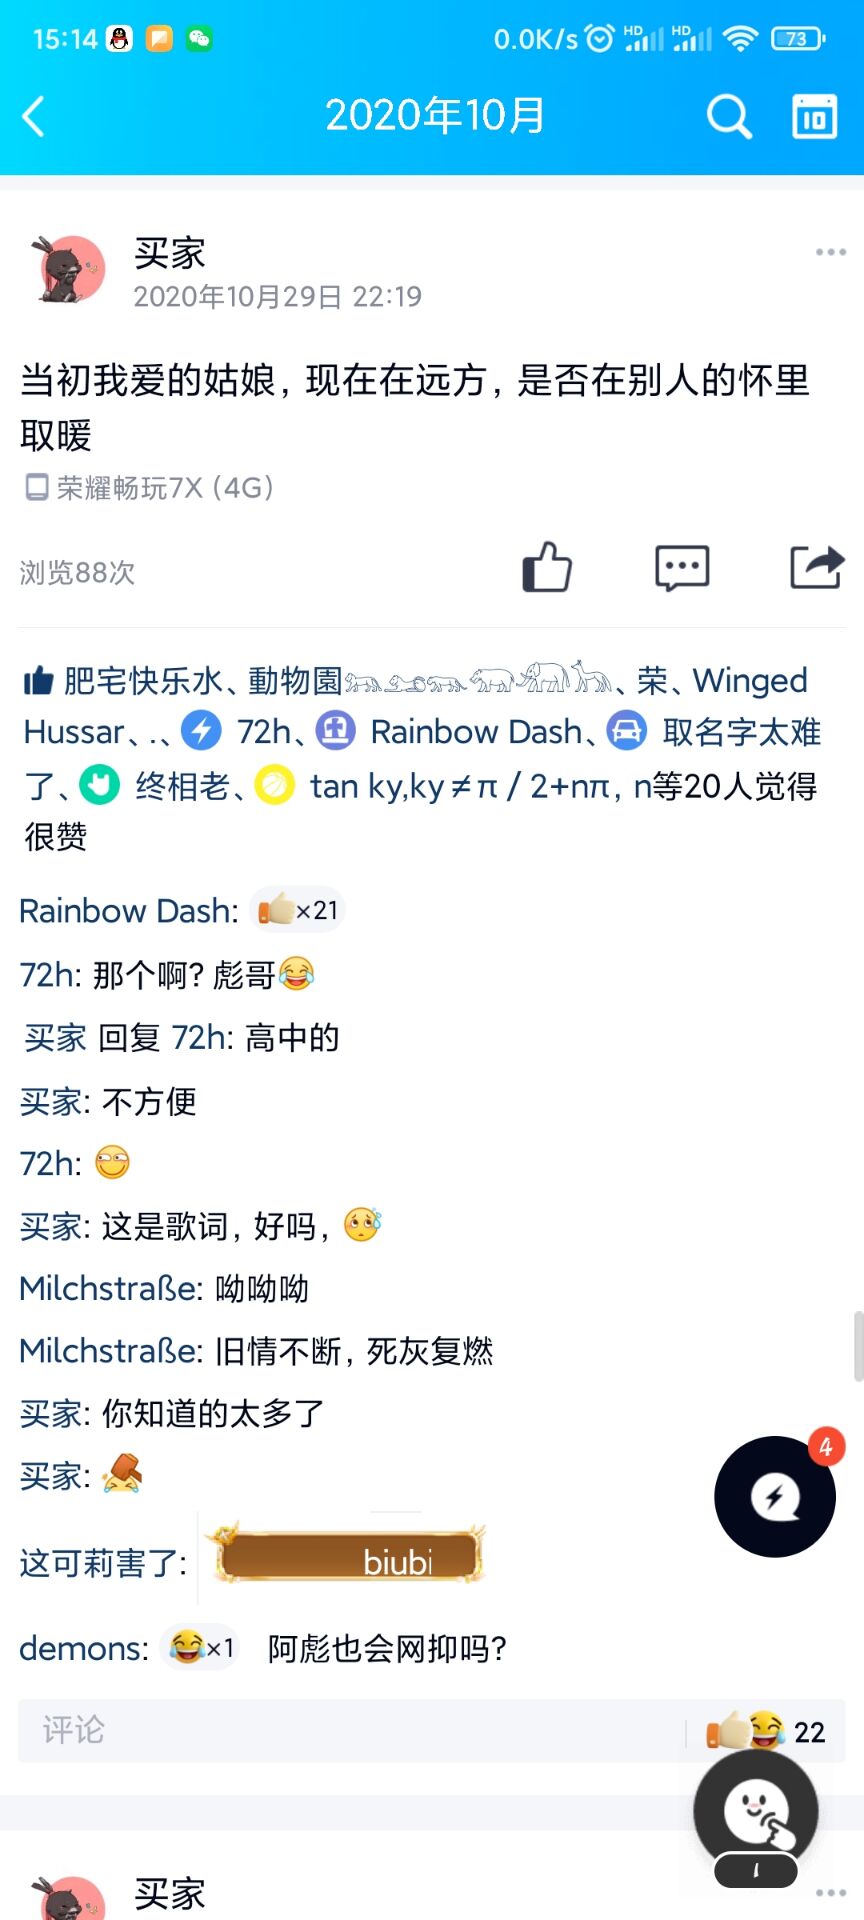 15:14 0.0K/s HD HD 73
2020年10月 10
买家
2020年10月29日 22:19
当初我爱的姑娘，现在在远方，是否在别人的怀里
取暖
荣耀畅玩7X (4G)
浏览88次
肥宅快乐水、動物園𓃬𓃭𓃮𓃯𓃰𓃱、荣、Winged
Hussar、.、 72h、 Rainbow Dash、 取名字太难
了、 终相老、 tan ky,ky≠π / 2+nπ, n等20人觉得
很赞
Rainbow Dash: 👍×21
72h: 那个啊? 彪哥😂
买家 回复 72h: 高中的
买家: 不方便
72h:
买家: 这是歌词，好吗，
Milchstraße: 呦呦呦
Milchstraße: 旧情不断，死灰复燃
买家: 你知道的太多了
买家:
这可莉害了: biubi
4
demons: 😂×1 阿彪也会网抑吗?
评论 22
买家